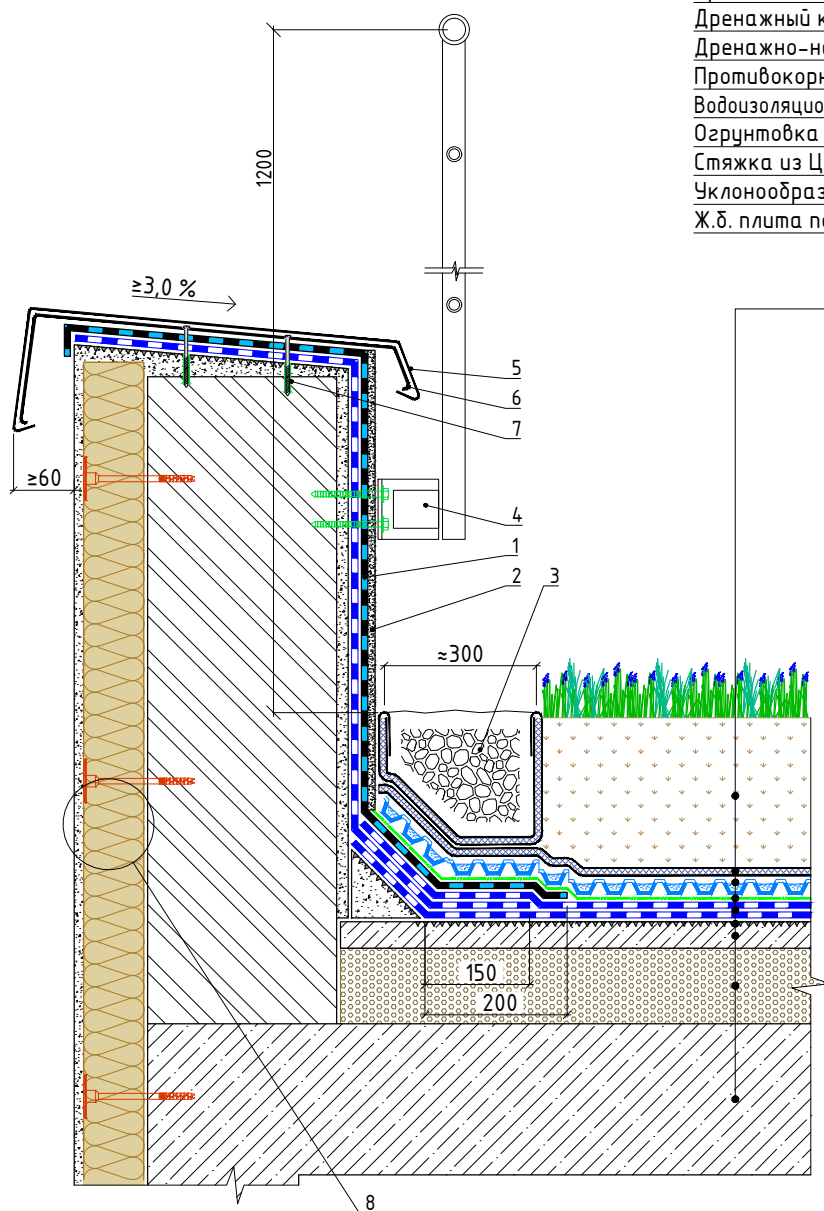 Дренажный к
Дренажно-н
Противокорн
Водоизоляцио
Огрунтовка
Стяжка из Ц
Уклонообраз
Ж.б. плита п
1200
≥3,0 %
5
6
7
≥60
4
1
2
3
≈300
150
200
8